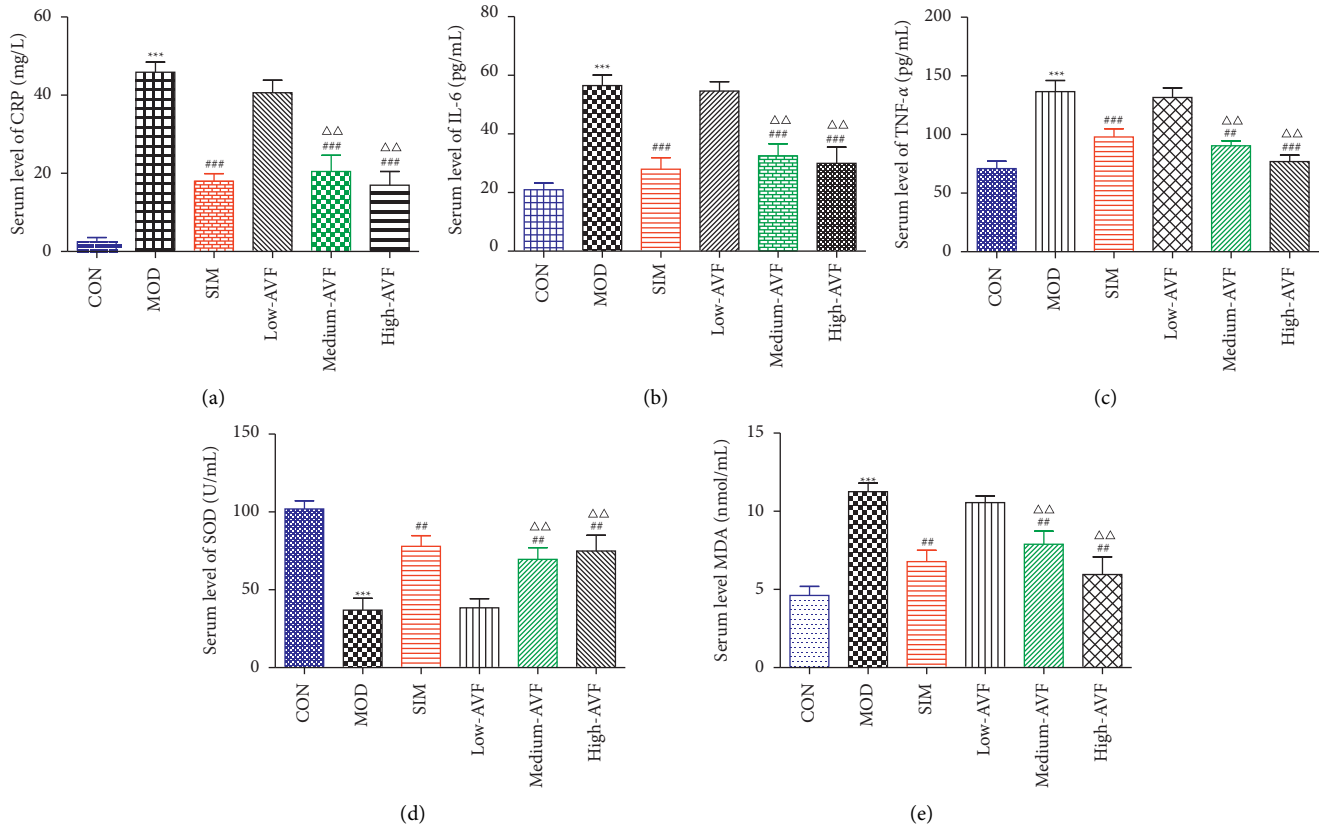 Serum level of CRP (mg/L)
60
40
20
0
***
###
△△
###
△△
###
CON
MOD
SIM
Low-AVF
Medium-AVF
High-AVF
(a)
Serum level of IL-6 (pg/mL)
80
60
40
20
0
***
###
△△
###
△△
###
CON
MOD
SIM
Low-AVF
Medium-AVF
High-AVF
(b)
Serum level of TNF-α (pg/mL)
200
150
100
50
0
***
###
△△
##
△△
###
CON
MOD
SIM
Low-AVF
Medium-AVF
High-AVF
(c)
Serum level of SOD (U/mL)
150
100
50
0
***
##
△△
##
△△
##
CON
MOD
SIM
Low-AVF
Medium-AVF
High-AVF
(d)
Serum level MDA (nmol/mL)
15
10
5
0
***
##
△△
##
△△
##
CON
MOD
SIM
Low-AVF
Medium-AVF
High-AVF
(e)